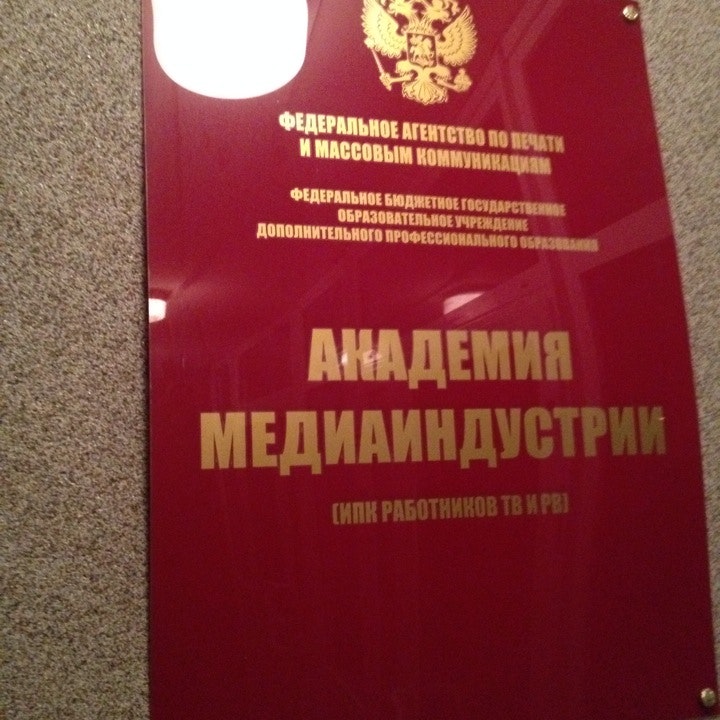 ФЕДЕРАЛЬНОЕ АГЕНТСТВО ПО ПЕЧАТИ
И МАССОВЫМ КОММУНИКАЦИЯМ
ФЕДЕРАЛЬНОЕ БЮДЖЕТНОЕ ГОСУДАРСТВЕННОЕ
ОБРАЗОВАТЕЛЬНОЕ УЧРЕЖДЕНИЕ
ДОПОЛНИТЕЛЬНОГО ПРОФЕССИОНАЛЬНОГО ОБРАЗОВАНИЯ
АКАДЕМИЯ
МЕДИАИНДУСТРИИ
(ИПК РАБОТНИКОВ ТВ И РВ)